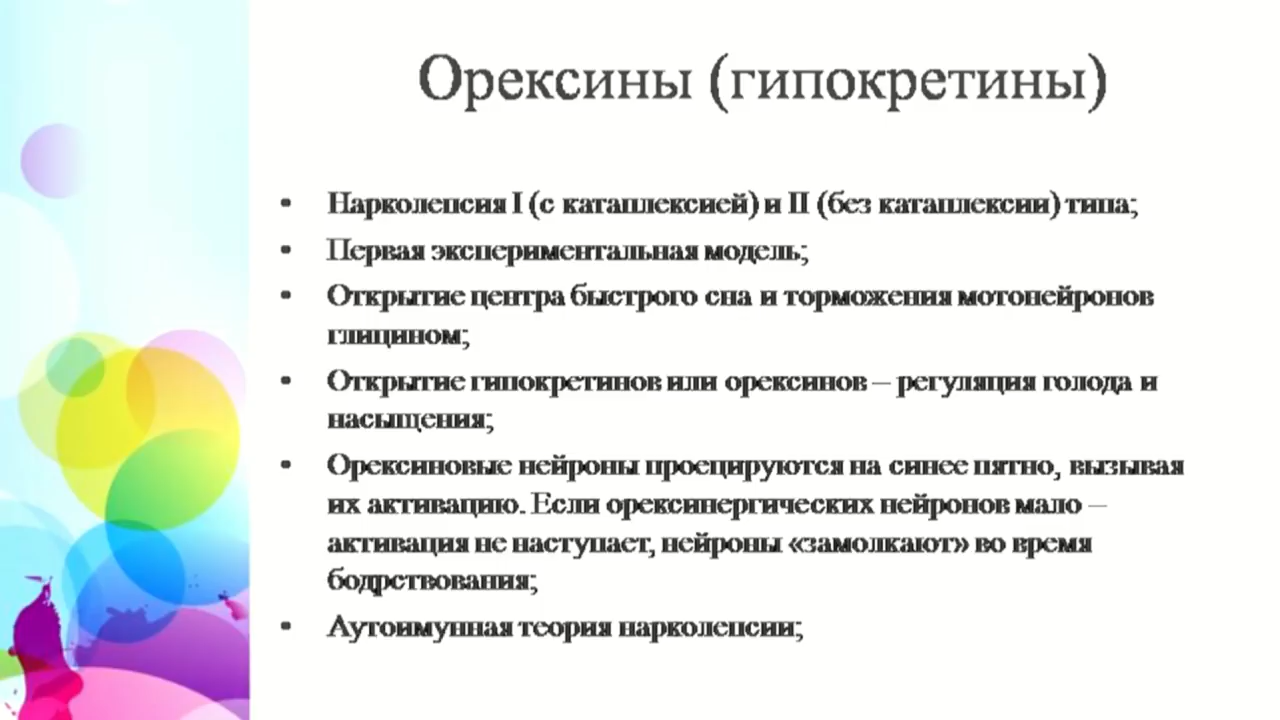 Орексины (гипокретины)
• Нарколепсия I (с катаплексией) и II (без катаплексии) типа;
• Первая экспериментальная модель;
• Открытие центра быстрого сна и торможения мотонейронов
глицином;
• Открытие гипокретинов или орексинов – регуляция голода и
насыщения;
• Орексиновые нейроны проецируются на синее пятно, вызывая
их активацию. Если орексинергических нейронов мало –
активация не наступает, нейроны «замолкают» во время
бодрствования;
• Аутоимунная теория нарколепсии;